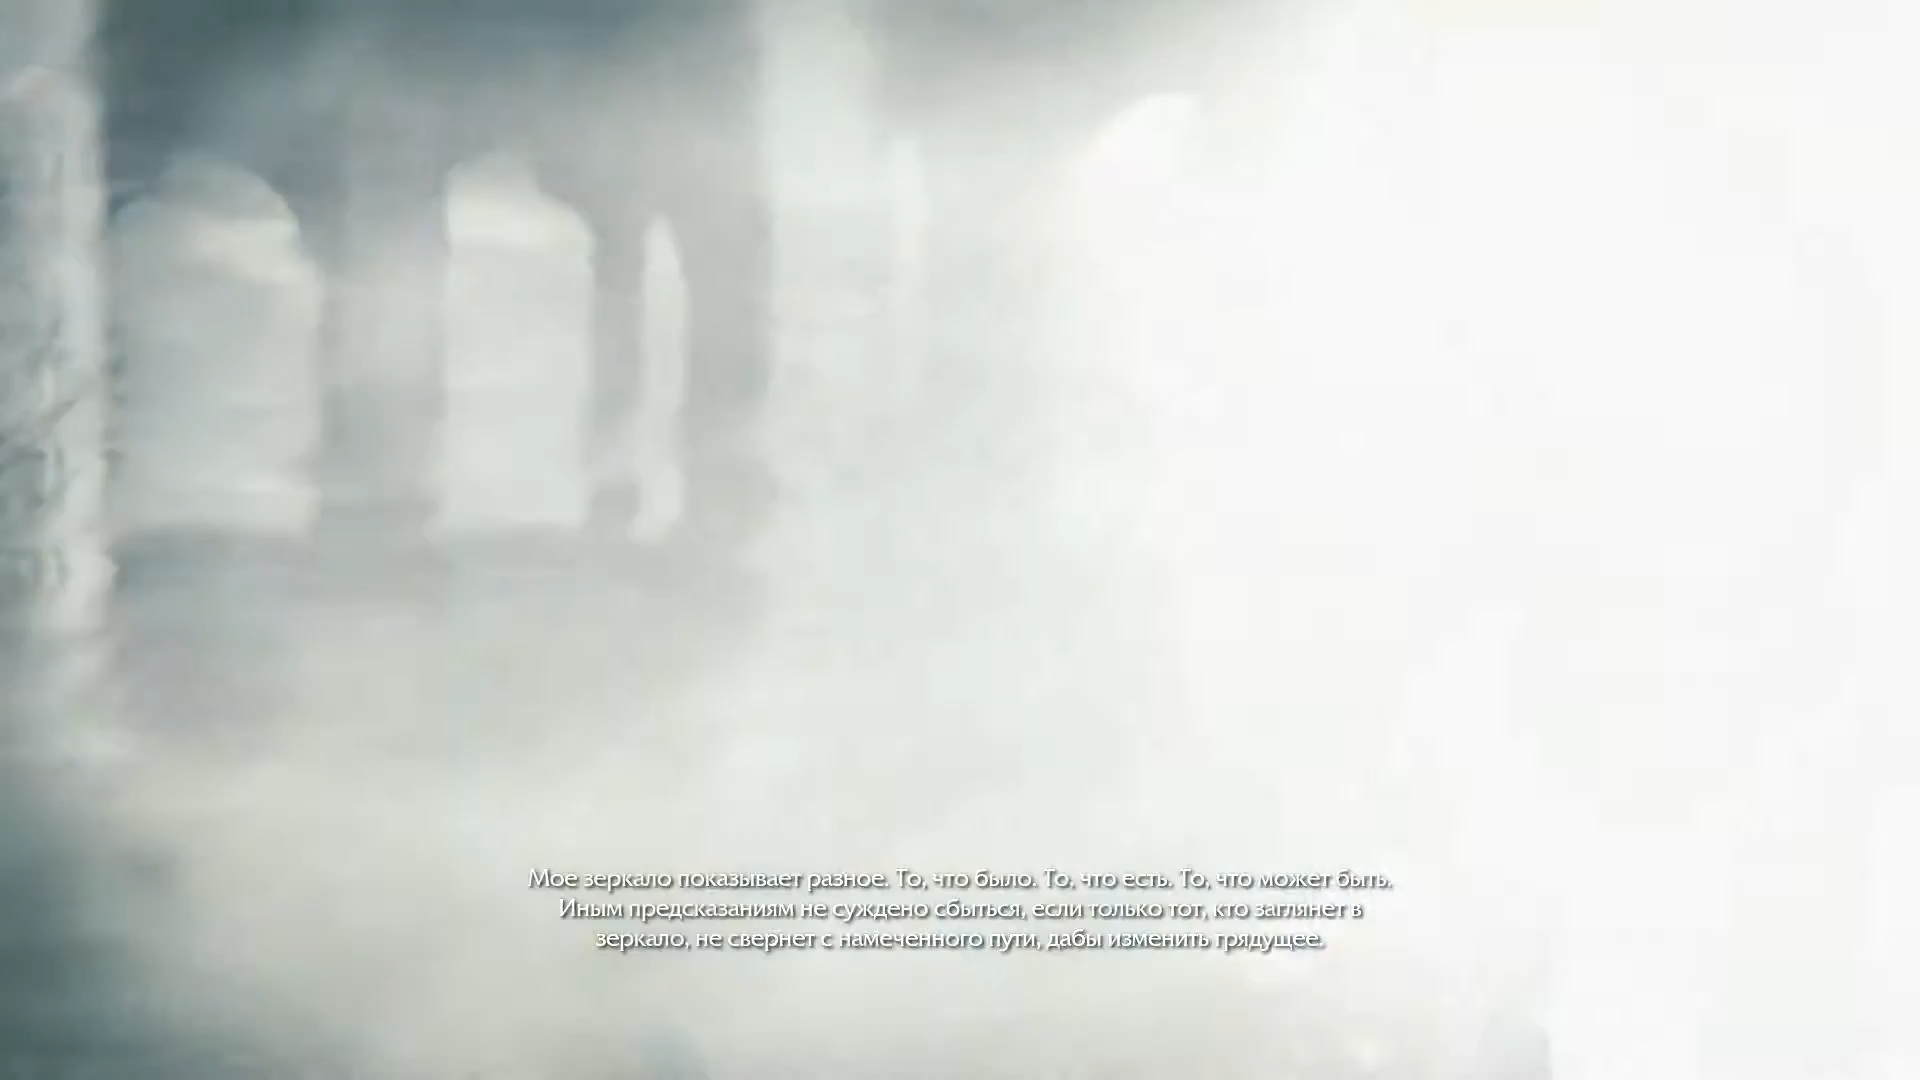 Мое зеркало показывает разное. То, что было. То, что есть. То, что может быть.
Иным предсказаниям не суждено сбыться, если только тот, кто заглянет в
зеркало, не свернет с намеченного пути, дабы изменить грядущее.